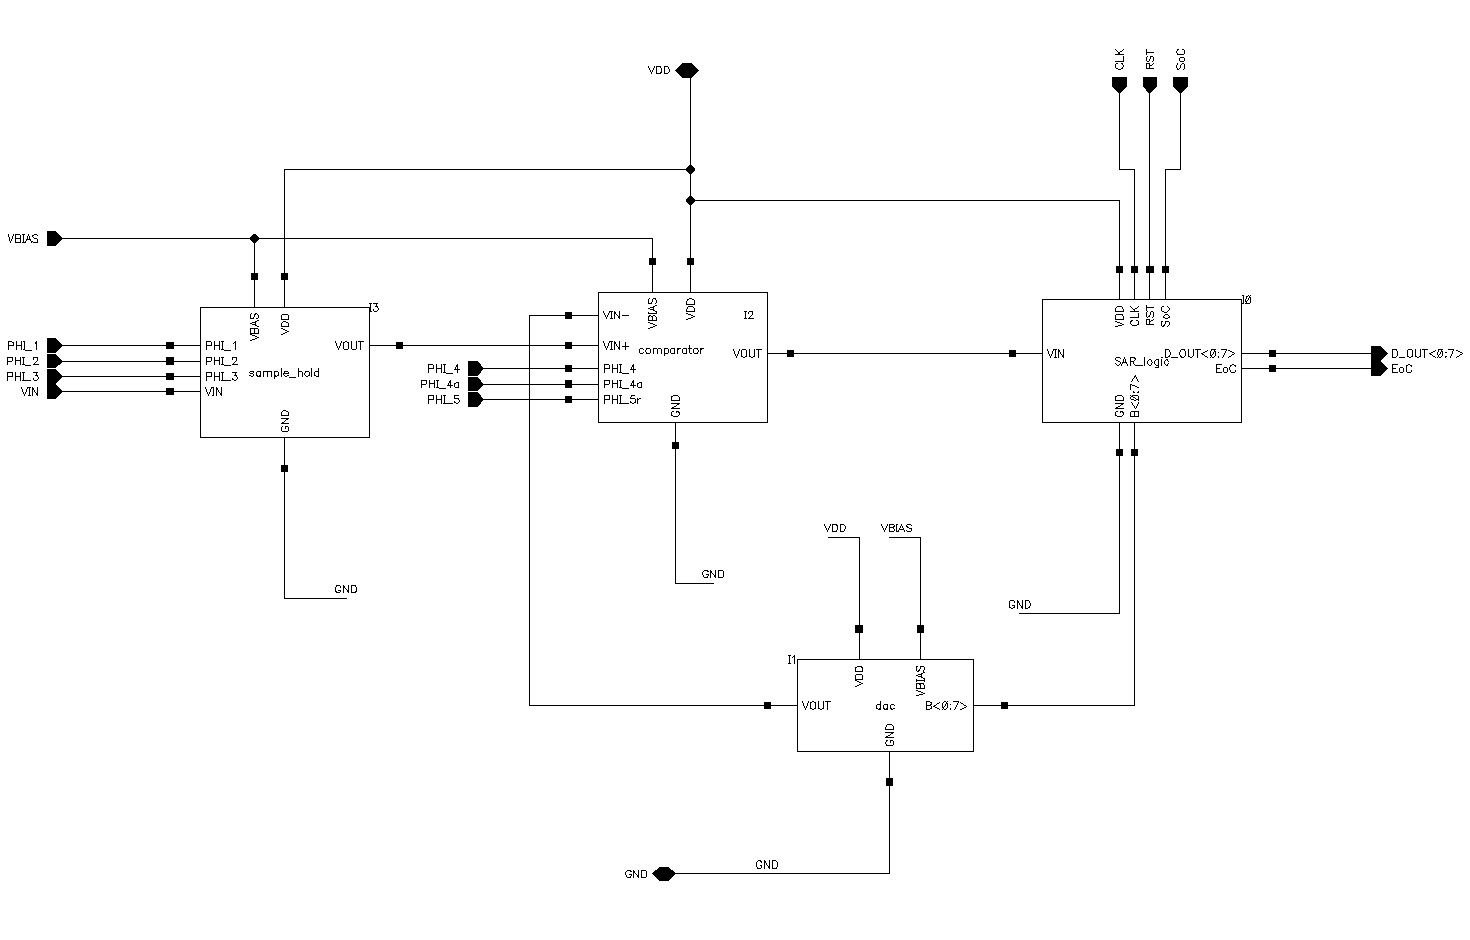 VDD
CLK
RST
SoC
VBIAS
I3
VBAS
VDD
PHI_1
PHI_2
PHI_3
VIN
PHI_1
PHI_2
PHI_3
VIN
sample_hold
VOUT
GND
GND
I2
VBIAS
VDD
VIN-
VIN+
comparator
PHI_4
PHI_4a
PHI_5
PHI_4
PHI_4a
PHI_5r
VOUT
GND
GND
I0
VDD
CLK
RST
SoC
VIN
SAR_logic
D_OUT<0:7>
EoC
GND
B<0:7>
D_OUT<0:7>
EoC
GND
VDD
VBIAS
I1
VDD
VBIAS
VOUT
dac
B<0:7>
GND
GND
GND